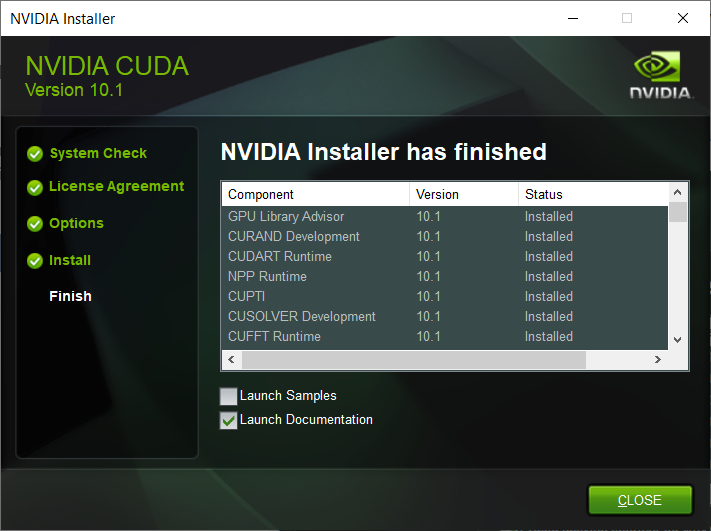 NVIDIA Installer
NVIDIA CUDA
Version 10.1
NVIDIA
System Check
License Agreement
Options
Install
Finish
NVIDIA Installer has finished
Component Version Status
GPU Library Advisor 10.1 Installed
CURAND Development 10.1 Installed
CUDART Runtime 10.1 Installed
NPP Runtime 10.1 Installed
CUPTI 10.1 Installed
CUSOLVER Development 10.1 Installed
CUFFT Runtime 10.1 Installed
Launch Samples
Launch Documentation
CLOSE